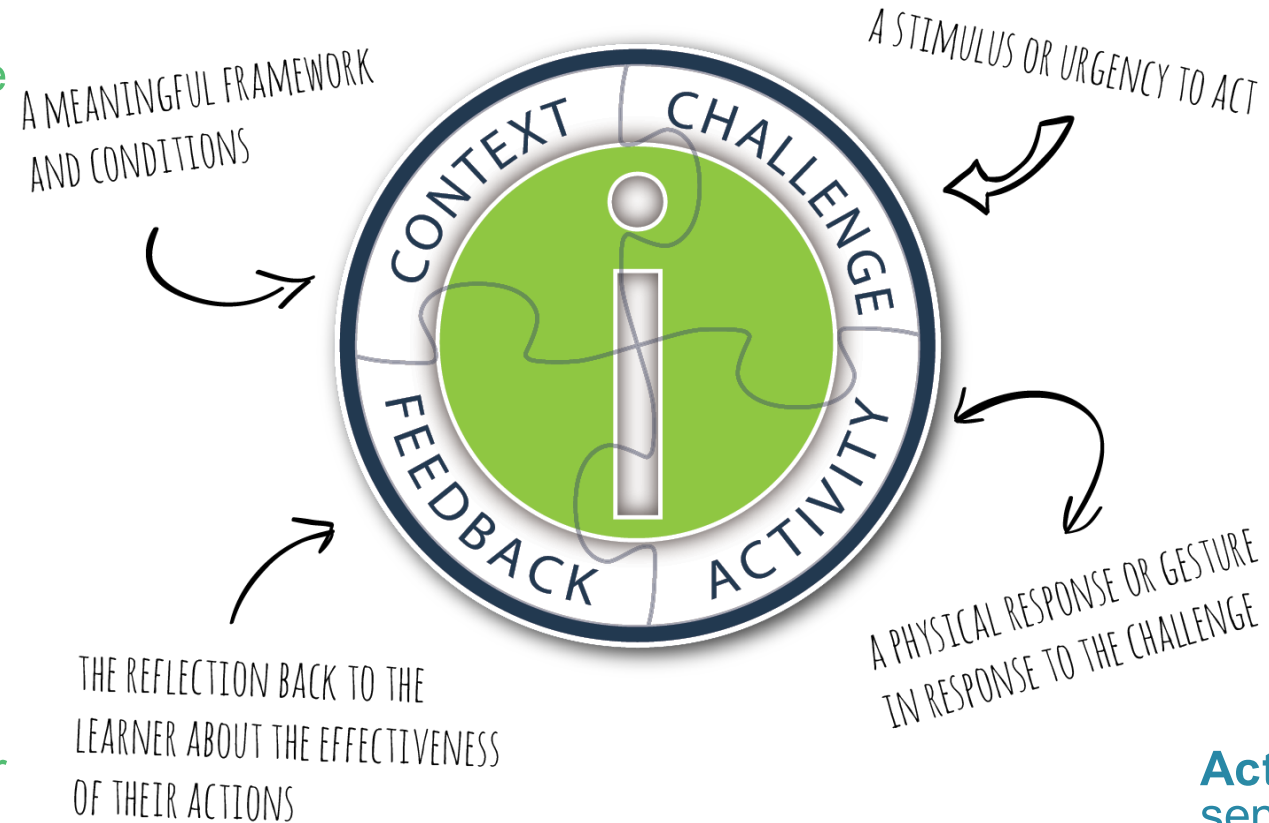 A MEANINGFUL FRAMEWORK
AND CONDITIONS
A STIMULUS OR URGENCY TO ACT
CONTEXT
CHALLENGE
i
FEEDBACK
ACTIVITY
THE REFLECTION BACK TO THE
LEARNER ABOUT THE EFFECTIVENESS
OF THEIR ACTIONS
A PHYSICAL RESPONSE OR GESTURE
IN RESPONSE TO THE CHALLENGE
e
r
Act
sen